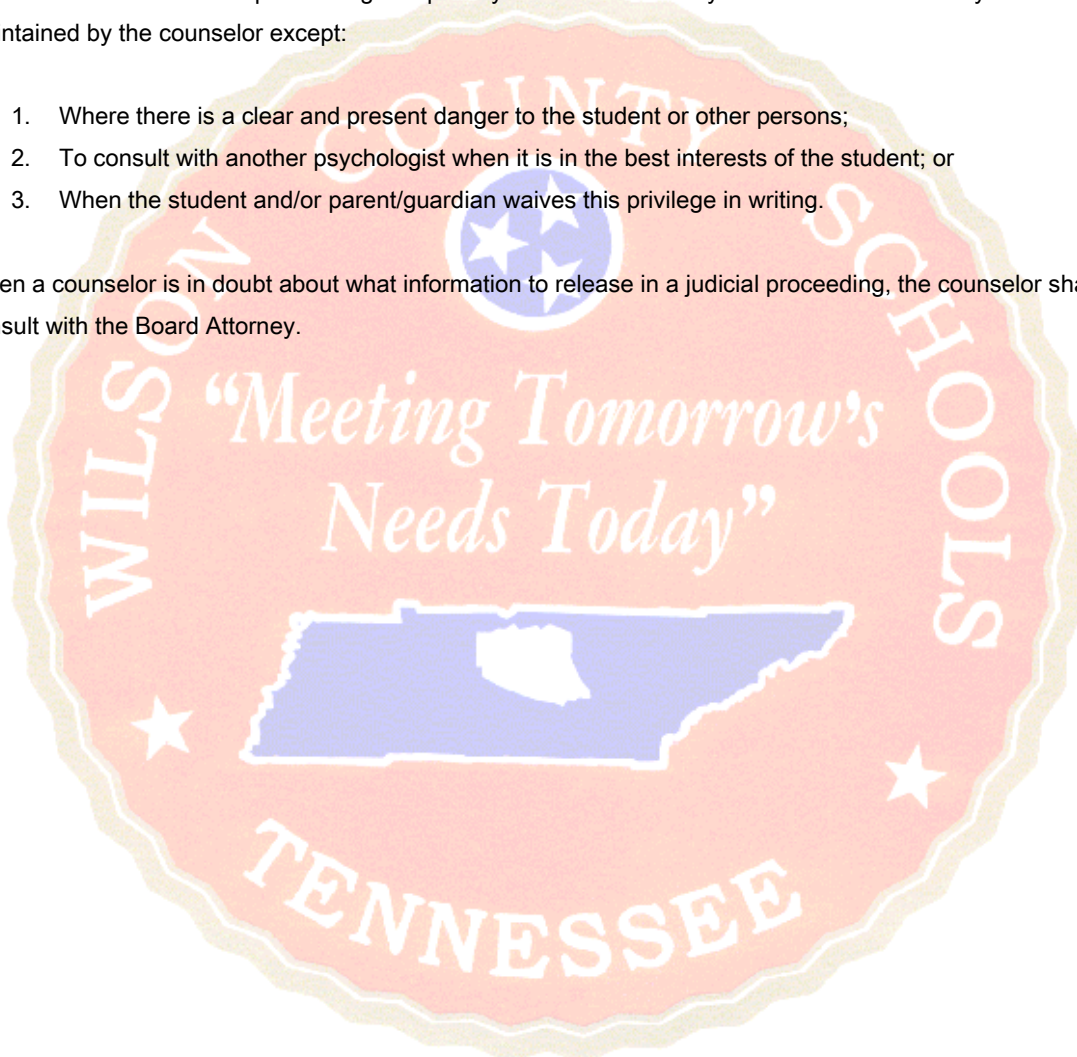 ntained by the counselor except:
1. Where there is a clear and present danger to the student or other persons;
2. To consult with another psychologist when it is in the best interests of the student; or
3. When the student and/or parent/guardian waives this privilege in writing.
en a counselor is in doubt about what information to release in a judicial proceeding, the counselor sha
sult with the Board Attorney.
WILSON COUNTY SCHOOLS
“Meeting Tomorrow's
Needs Today”
TENNESSEE